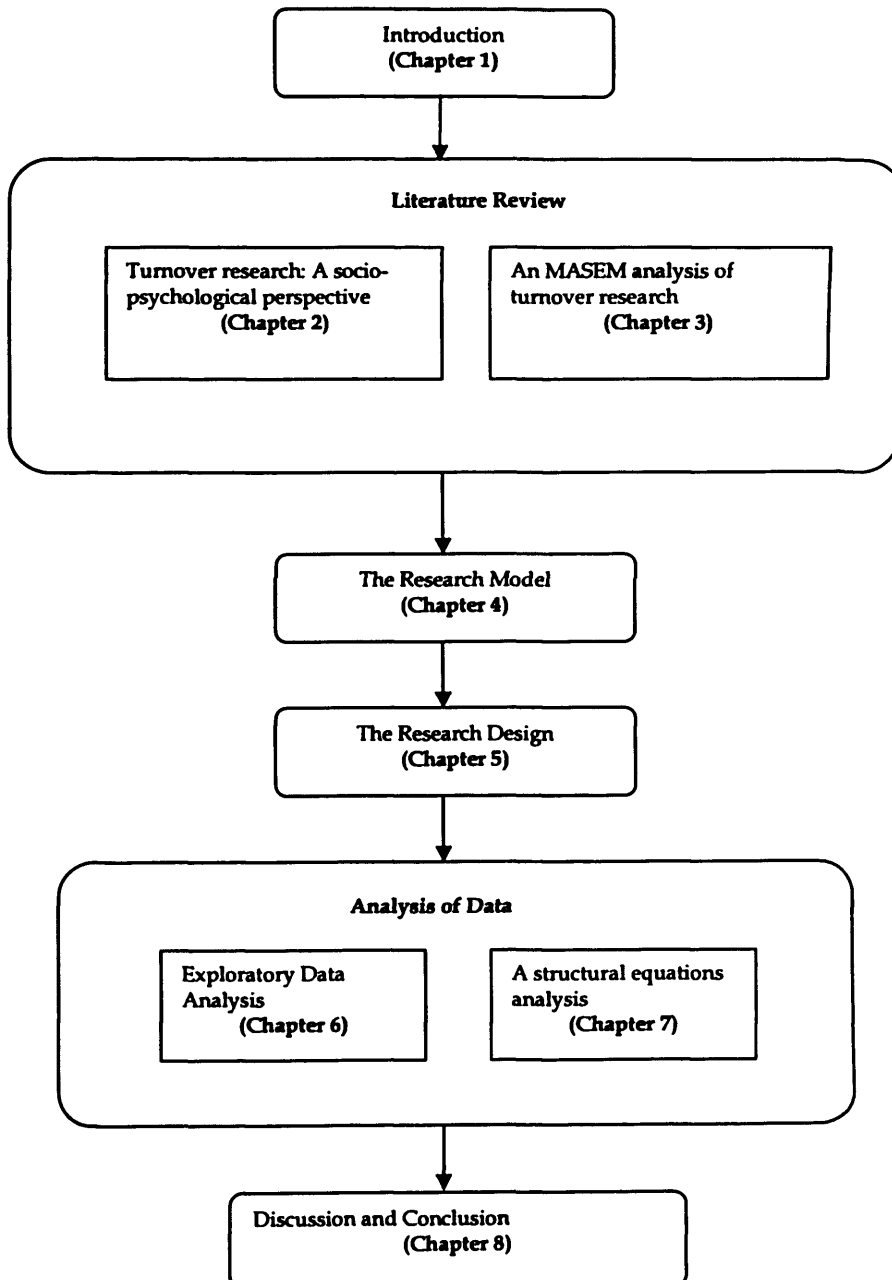 Introduction
(Chapter 1)
Literature Review
Turnover research: A socio-
psychological perspective
(Chapter 2)
An MASEM analysis of
turnover research
(Chapter 3)
The Research Model
(Chapter 4)
The Research Design
(Chapter 5)
Analysis of Data
Exploratory Data
Analysis
(Chapter 6)
A structural equations
analysis
(Chapter 7)
Discussion and Conclusion
(Chapter 8)